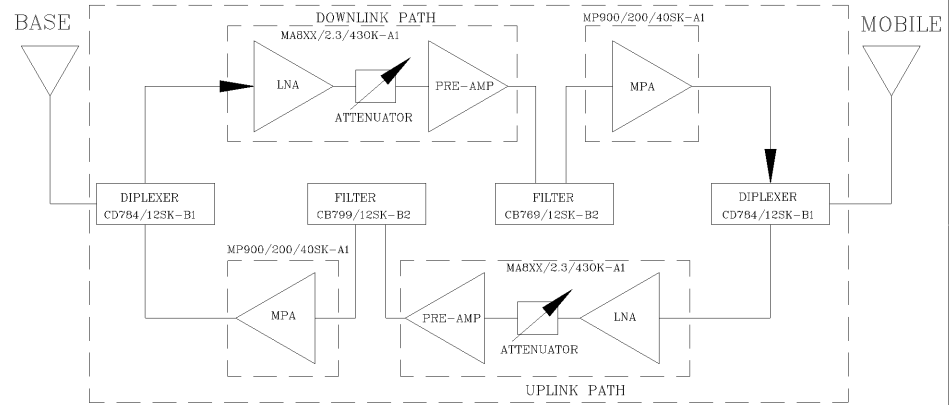 BASE
DOWNLINK PATH
MA8XX/2.3/430K-A1
MP900/200/40SK-A1
MOBILE
LNA
ATTENUATOR
PRE-AMP
MPA
DIPLEXER
CD784/12SK-B1
FILTER
CB799/12SK-B2
FILTER
CB769/12SK-B2
DIPLEXER
CD784/12SK-B1
MP900/200/40SK-A1
MPA
MA8XX/2.3/430K-A1
PRE-AMP
ATTENUATOR
LNA
UPLINK PATH